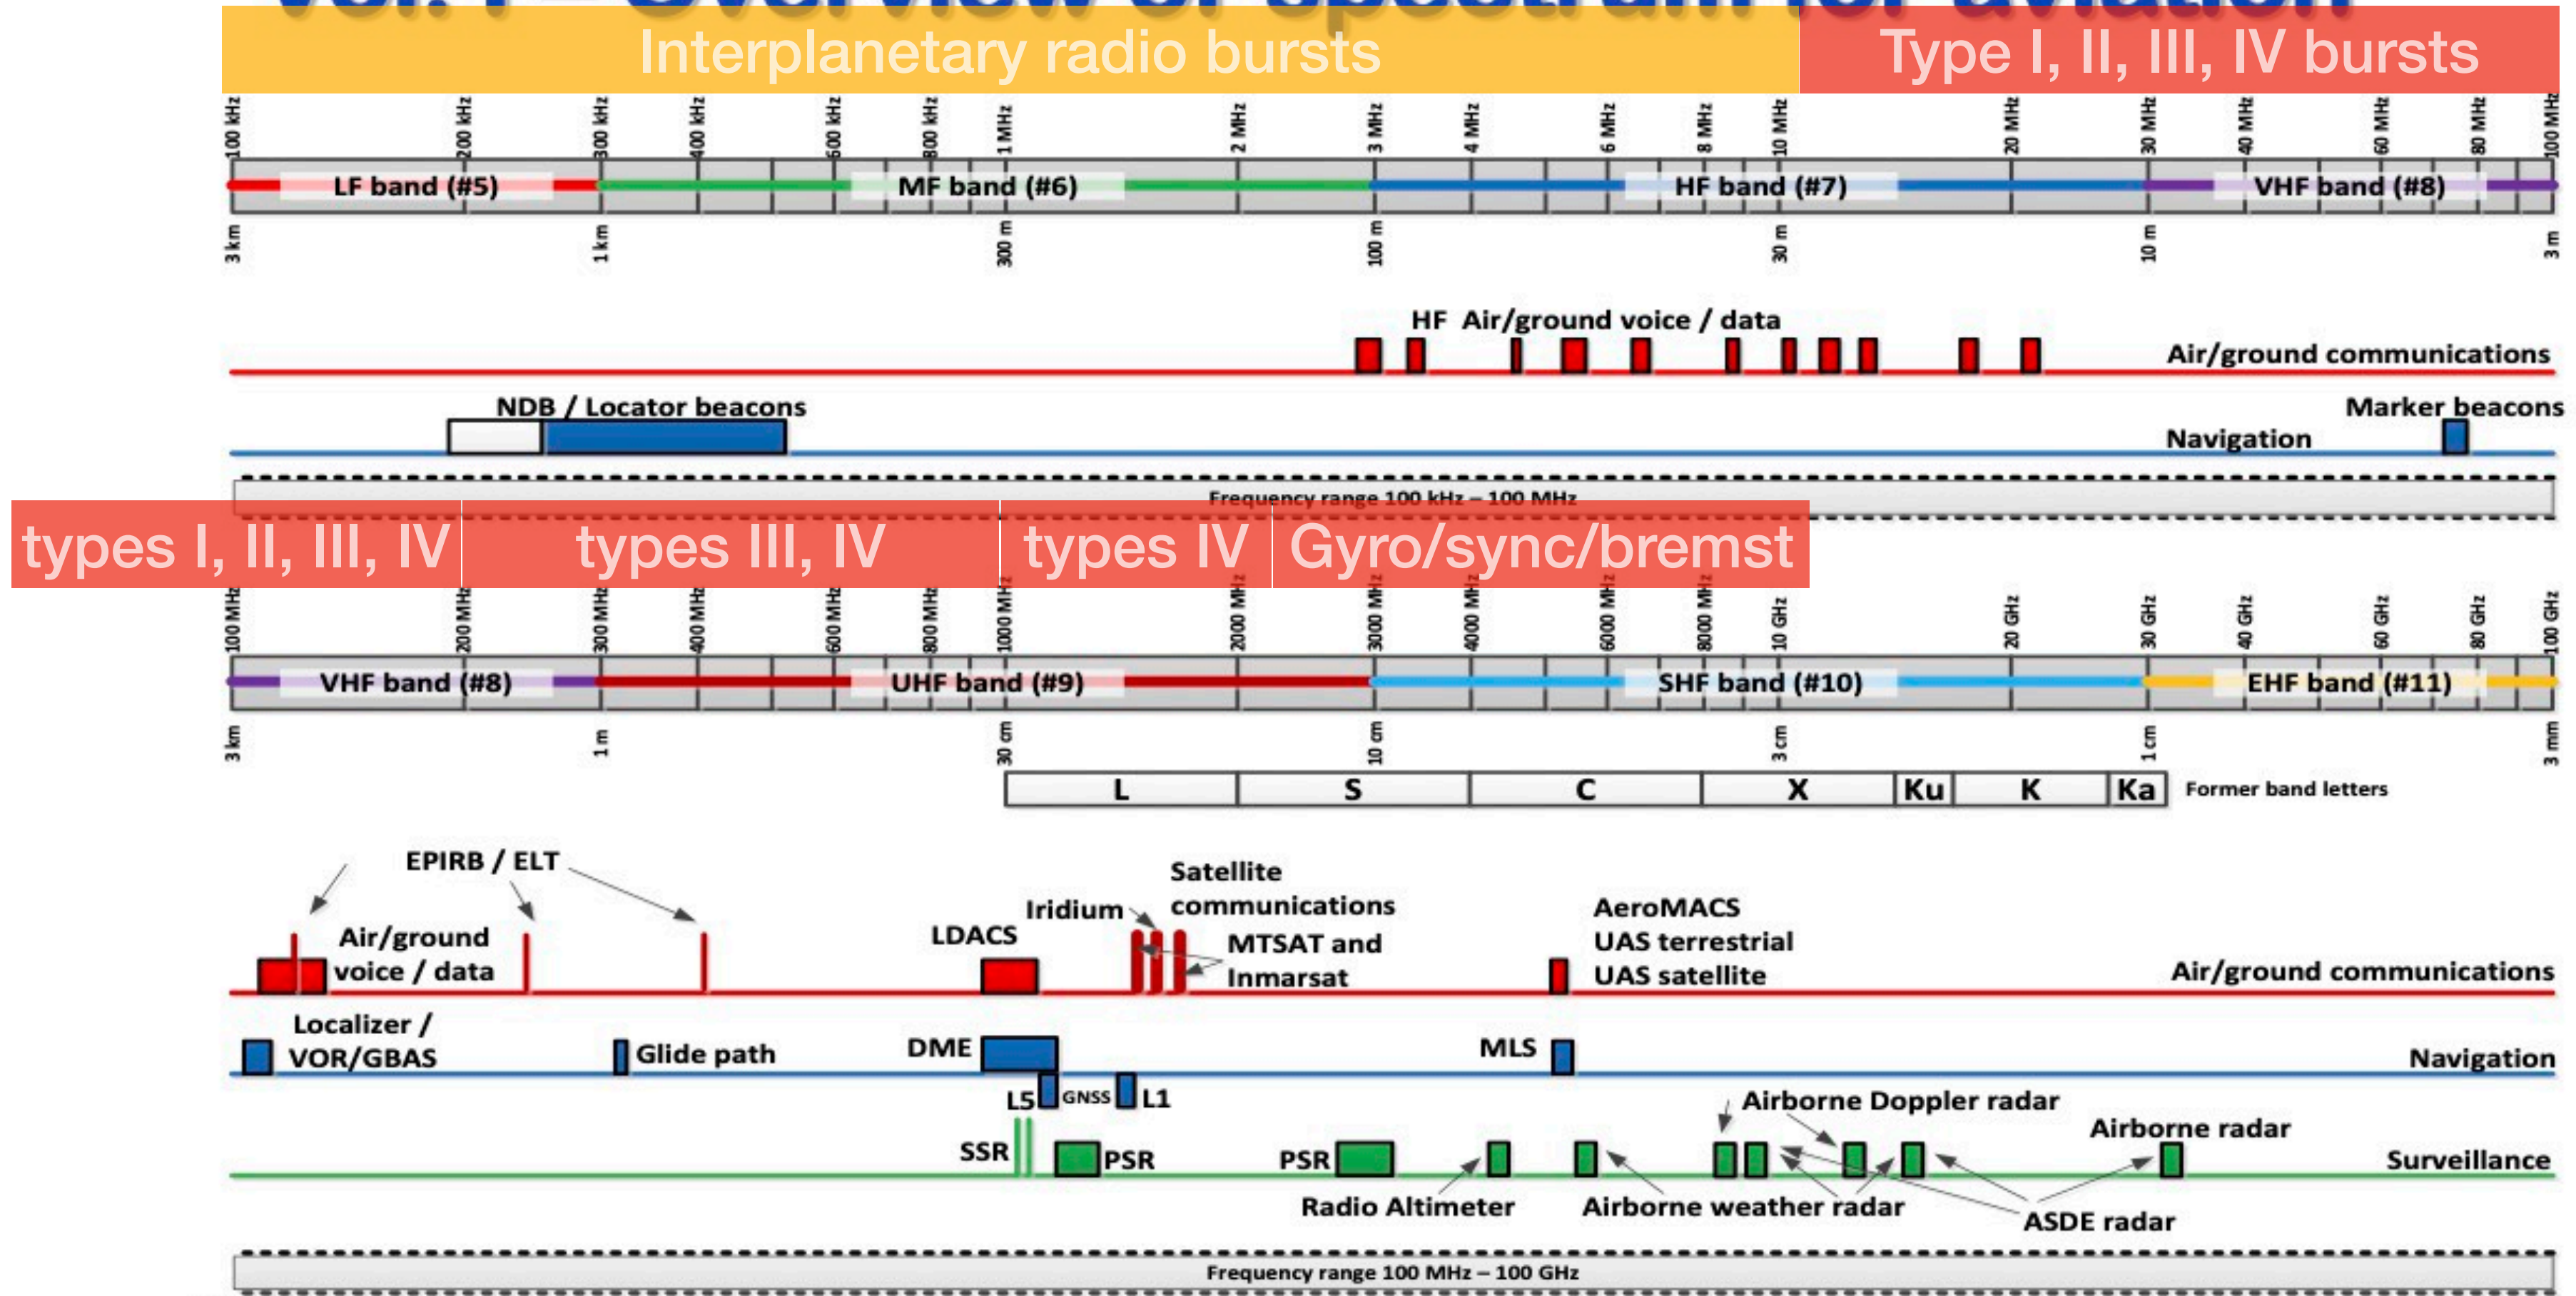 Vol. I – Overview of spectrum for aviation
Interplanetary radio bursts
Type I, II, III, IV bursts
100 kHz
200 kHz
300 kHz
400 kHz
600 kHz
800 kHz
1 MHz
2 MHz
3 MHz
4 MHz
6 MHz
8 MHz
10 MHz
20 MHz
30 MHz
40 MHz
60 MHz
80 MHz
100 MHz
LF band (#5)
MF band (#6)
HF band (#7)
VHF band (#8)
3 km
1 km
300 m
100 m
30 m
10 m
3 m
HF Air/ground voice / data
Air/ground communications
NDB / Locator beacons
Marker beacons
Navigation
Frequency range 100 kHz – 100 MHz
types I, II, III, IV
types III, IV
types IV
Gyro/sync/bremst
100 MHz
200 MHz
300 MHz
400 MHz
600 MHz
800 MHz
1000 MHz
2000 MHz
3000 MHz
4000 MHz
6000 MHz
8000 MHz
10 GHz
20 GHz
30 GHz
40 GHz
60 GHz
80 GHz
100 GHz
VHF band (#8)
UHF band (#9)
SHF band (#10)
EHF band (#11)
3 km
1 m
30 cm
10 cm
3 cm
1 cm
3 mm
L
S
C
X
Ku
K
Ka
Former band letters
EPIRB / ELT
Air/ground
voice / data
LDACS
Iridium
Satellite
communications
MTSAT and
Inmarsat
AeroMACS
UAS terrestrial
UAS satellite
Air/ground communications
Localizer /
VOR/GBAS
Glide path
DME
MLS
Navigation
L5
GNSS
L1
Airborne Doppler radar
Airborne radar
SSR
PSR
PSR
Surveillance
Radio Altimeter
Airborne weather radar
ASDE radar
Frequency range 100 MHz – 100 GHz